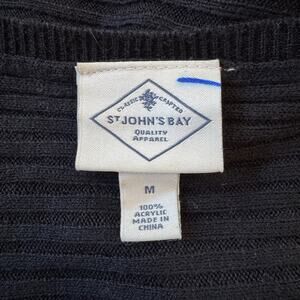 CLASSIC CRAFTED
ST JOHN'S BAY
QUALITY
APPAREL
M
100%
ACRYLIC
MADE IN
CHINA